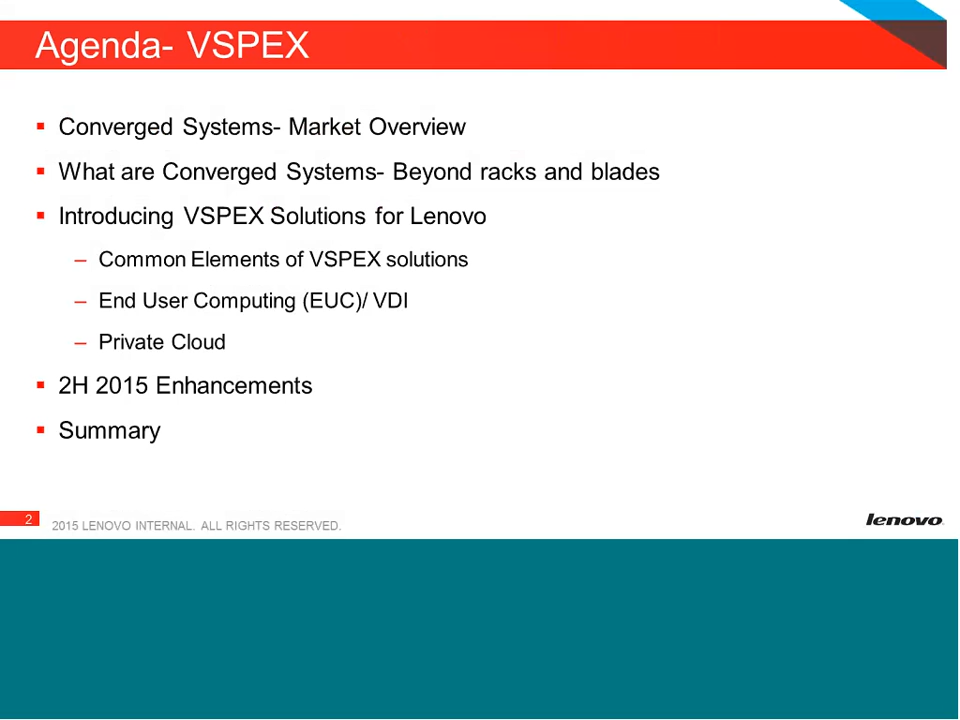 Agenda- VSPEX
Converged Systems- Market Overview
What are Converged Systems- Beyond racks and blades
Introducing VSPEX Solutions for Lenovo
– Common Elements of VSPEX solutions
– End User Computing (EUC)/ VDI
– Private Cloud
2H 2015 Enhancements
Summary
2
2015 LENOVO INTERNAL. ALL RIGHTS RESERVED.
lenovo